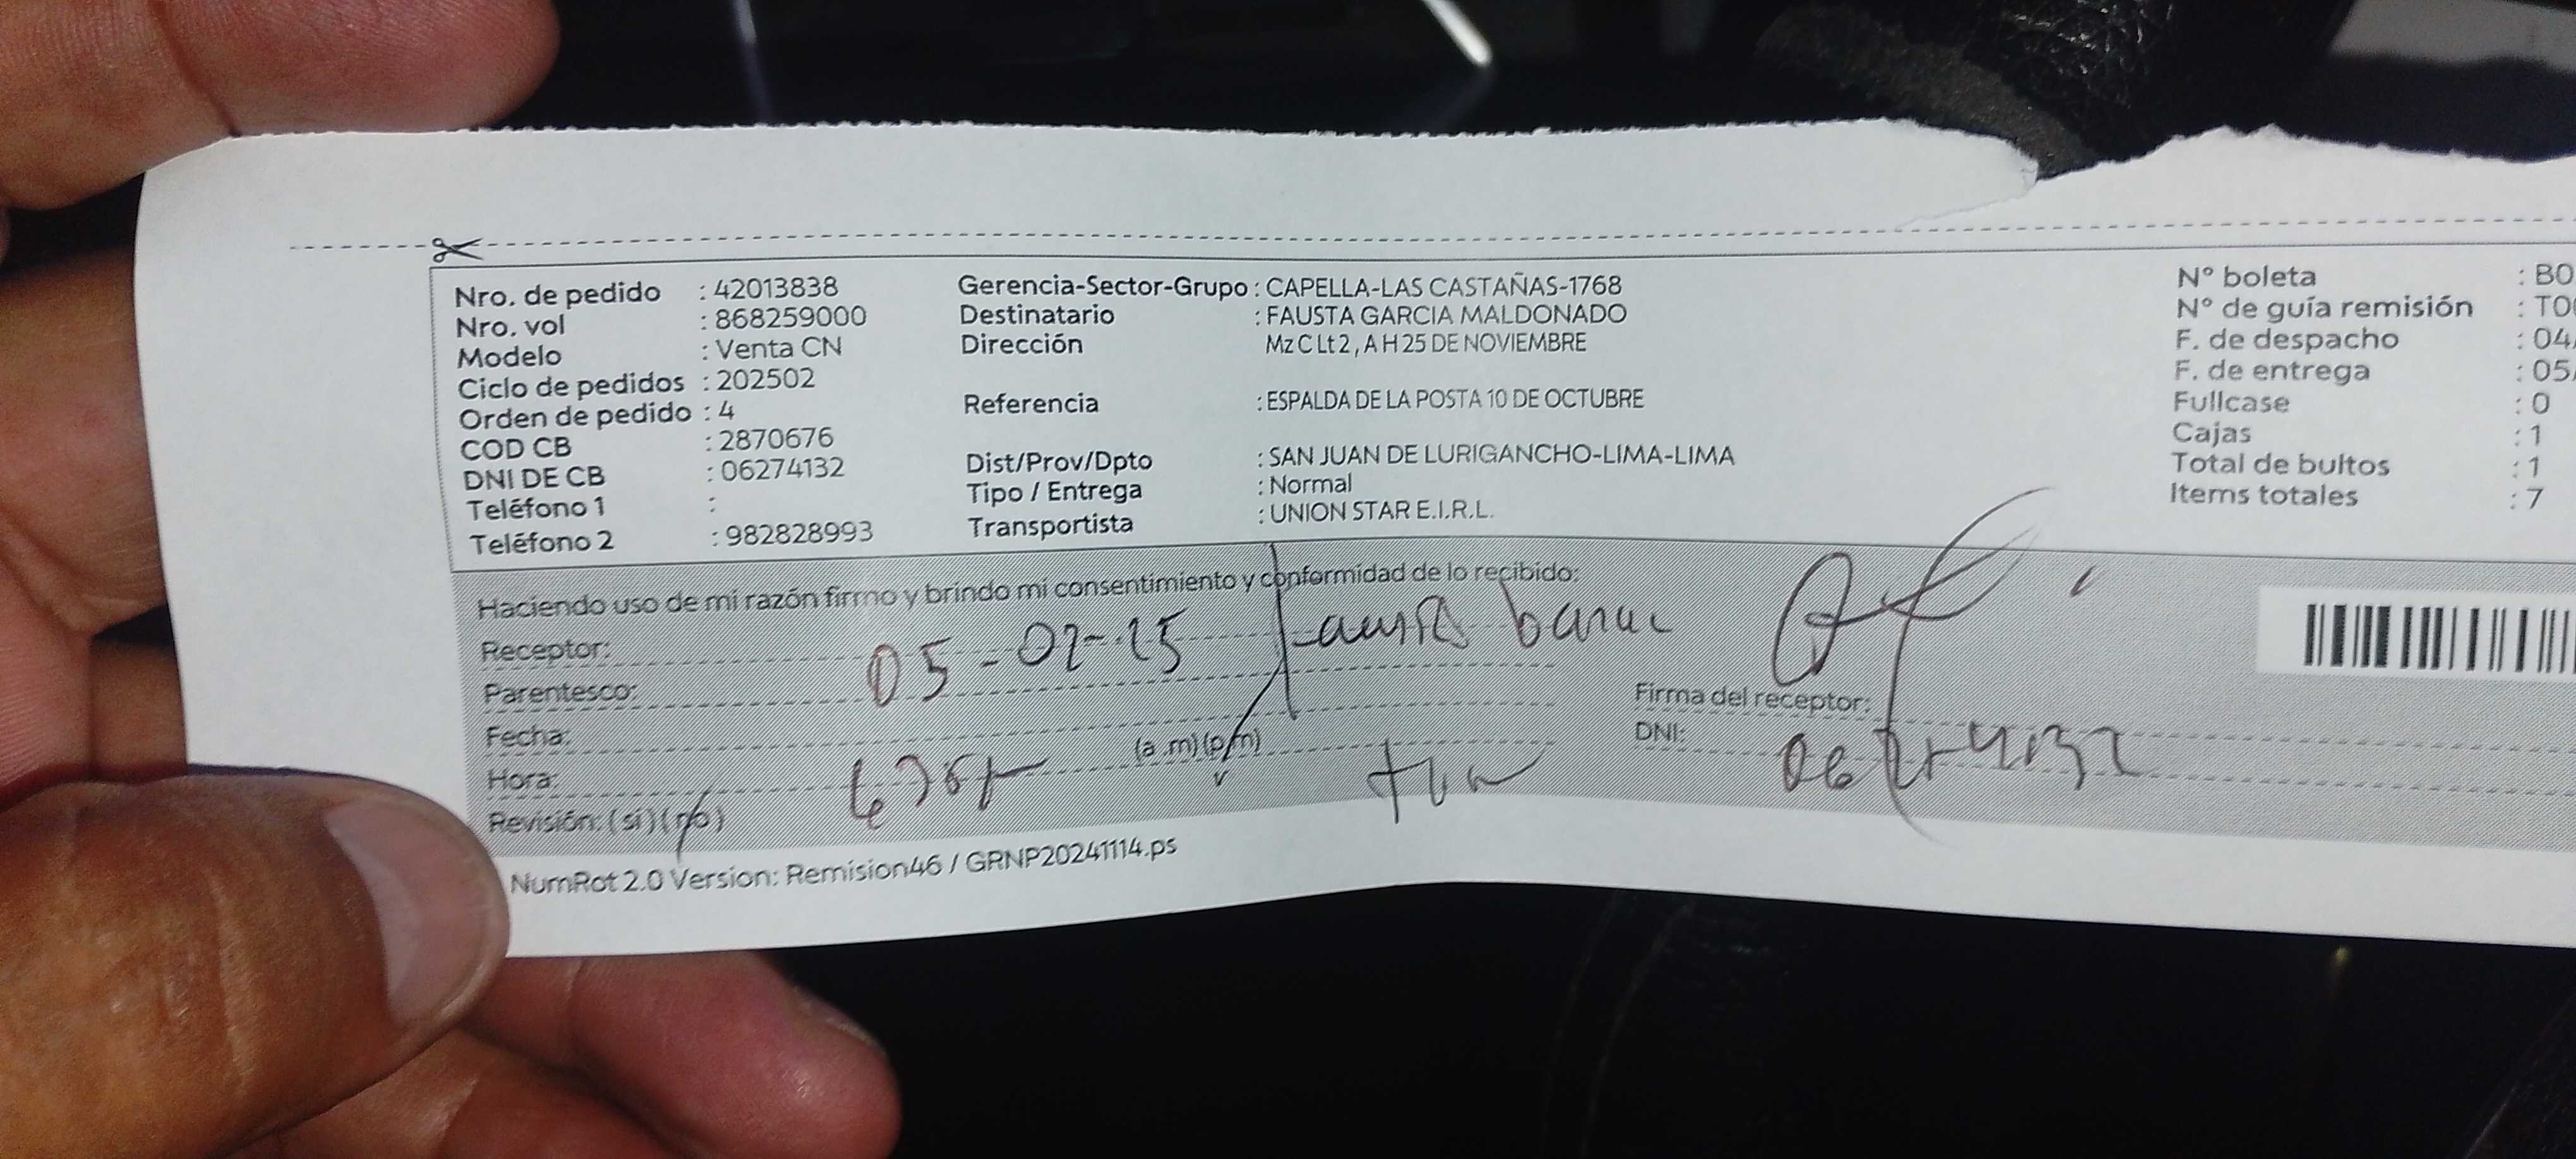 Nro. de pedido : 42013838
Nro. vol : 868259000
Modelo : Venta CN
Ciclo de pedidos : 202502
Orden de pedido : 4
COD CB : 2870676
DNI DE CB : 06274132
Teléfono 1 :
Teléfono 2 : 982828993
Gerencia-Sector-Grupo : CAPELLA-LAS CASTAÑAS-1768
Destinatario : FAUSTA GARCIA MALDONADO
Dirección Mz C Lt 2 , A H 25 DE NOVIEMBRE
Referencia : ESPALDA DE LA POSTA 10 DE OCTUBRE
Dist/Prov/Dpto : SAN JUAN DE LURIGANCHO-LIMA-LIMA
Tipo / Entrega : Normal
Transportista : UNION STAR E.I.R.L.
N° boleta : B0
N° de guía remisión : T0
F. de despacho : 04/
F. de entrega : 05/
Fullcase : 0
Cajas : 1
Total de bultos : 1
Items totales : 7
Haciendo uso de mi razón firmo y brindo mi consentimiento y conformidad de lo recibido:
Receptor:
05-02-25
Parentesco:
Fecha:
Hora: (a .m) (p/m)
Revisión: (si) (no)
Firma del receptor:
DNI:
NumRot 2.0 Version: Remision46 / GRNP20241114.ps